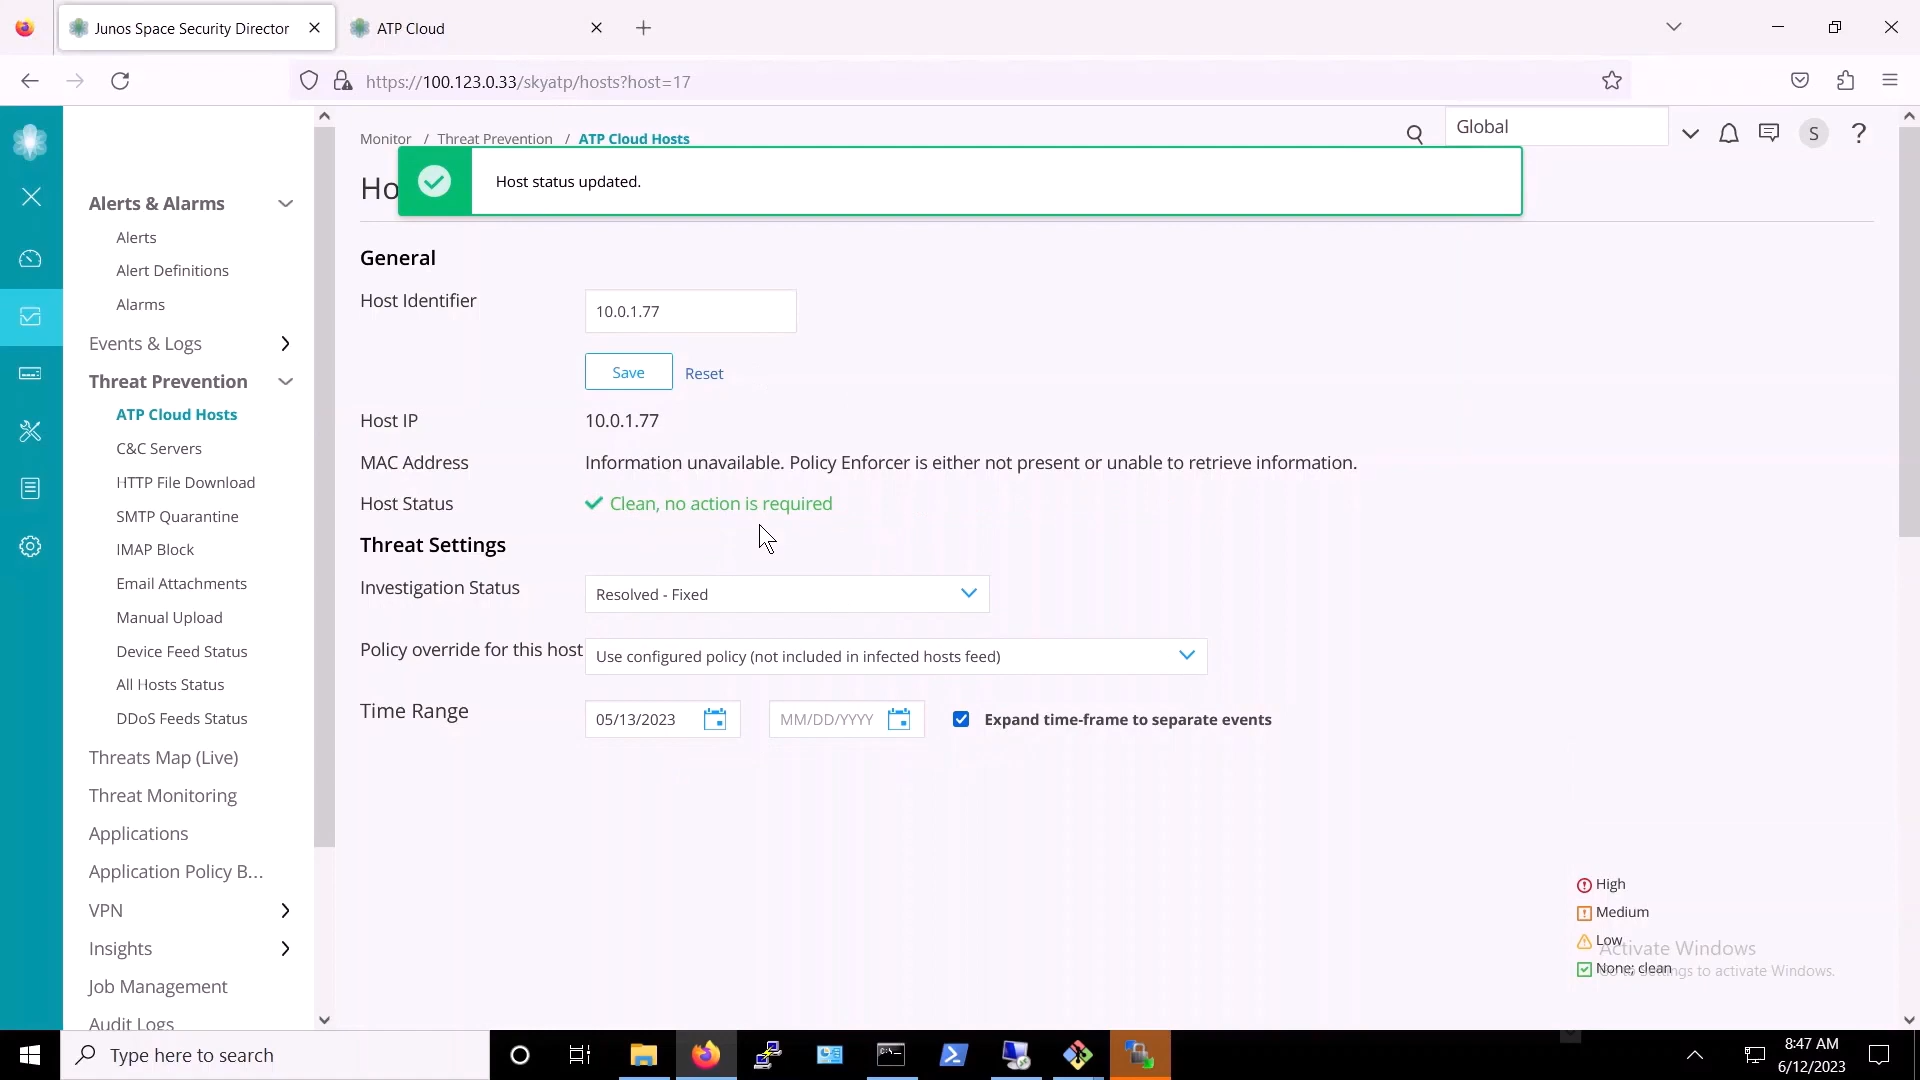 Junos Space Security Director
ATP Cloud
https://100.123.0.33/skyatp/hosts?host=17
Monitor / Threat Prevention / ATP Cloud Hosts
Global
S
?
Host status updated.
Ho
Alerts & Alarms
Alerts
Alert Definitions
Alarms
Events & Logs
Threat Prevention
ATP Cloud Hosts
C&C Servers
HTTP File Download
SMTP Quarantine
IMAP Block
Email Attachments
Manual Upload
Device Feed Status
All Hosts Status
DDoS Feeds Status
Threats Map (Live)
Threat Monitoring
Applications
Application Policy B...
VPN
Insights
Job Management
Audit Logs
General
Host Identifier
10.0.1.77
Save Reset
Host IP 10.0.1.77
MAC Address Information unavailable. Policy Enforcer is either not present or unable to retrieve information.
Host Status Clean, no action is required
Threat Settings
Investigation Status Resolved - Fixed
Policy override for this host Use configured policy (not included in infected hosts feed)
Time Range 05/13/2023 MM/DD/YYYY Expand time-frame to separate events
High
Medium
Low
None; clean
Activate Windows
Go to Settings to activate Windows.
Type here to search
8:47 AM
6/12/2023